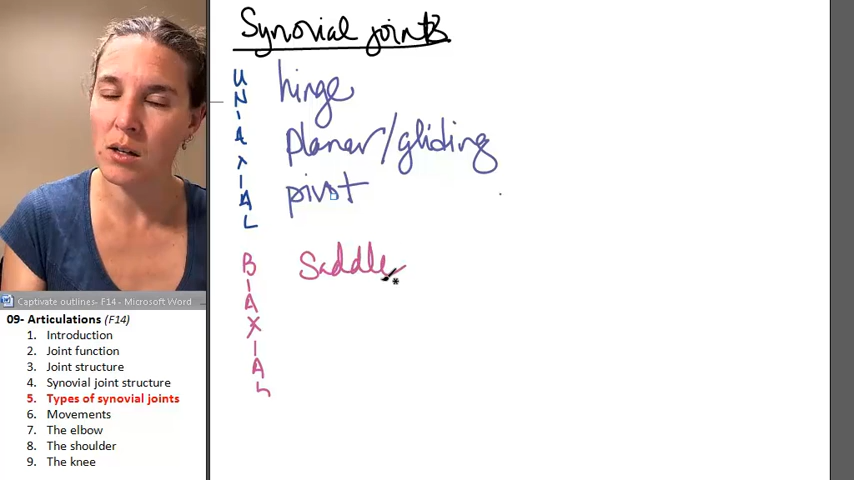 Synovial joints
UNIAXIAL
hinge
planar/gliding
pivot
BIAXIAL
saddle
Captivate outlines- F14 - Microsoft Word
09- Articulations (F14)
1. Introduction
2. Joint function
3. Joint structure
4. Synovial joint structure
5. Types of synovial joints
6. Movements
7. The elbow
8. The shoulder
9. The knee